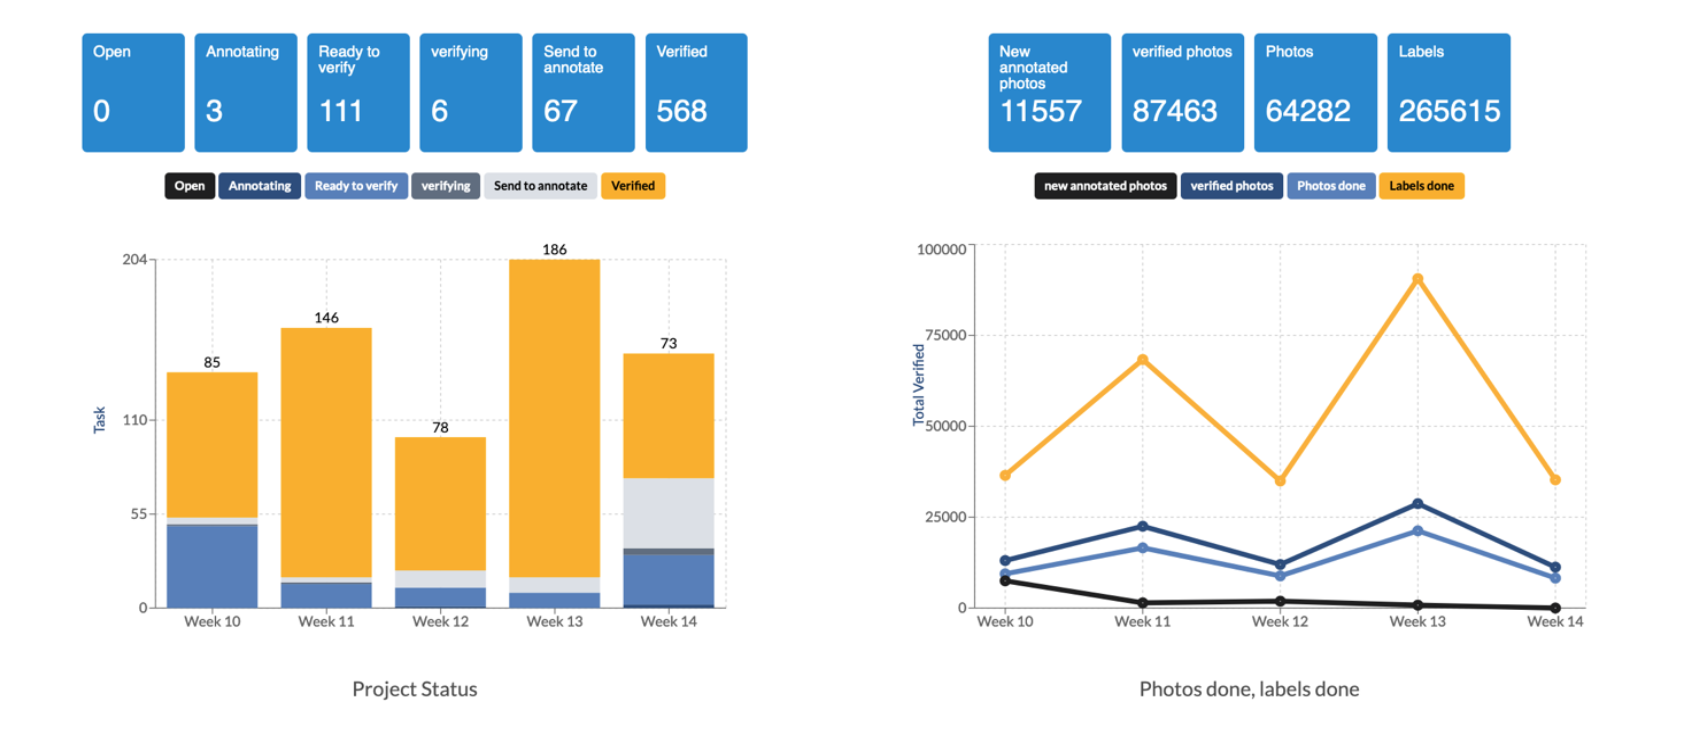 Open
0
Annotating
3
Ready to
verify
111
verifying
6
Send to
annotate
67
Verified
568
Open
Annotating
Ready to verify
verifying
Send to annotate
Verified
Task
204
110
55
0
85
146
78
186
73
Week 10
Week 11
Week 12
Week 13
Week 14
Project Status
New
annotated
photos
11557
verified photos
87463
Photos
64282
Labels
265615
new annotated photos
verified photos
Photos done
Labels done
Total Verified
100000
75000
50000
25000
0
Week 10
Week 11
Week 12
Week 13
Week 14
Photos done, labels done